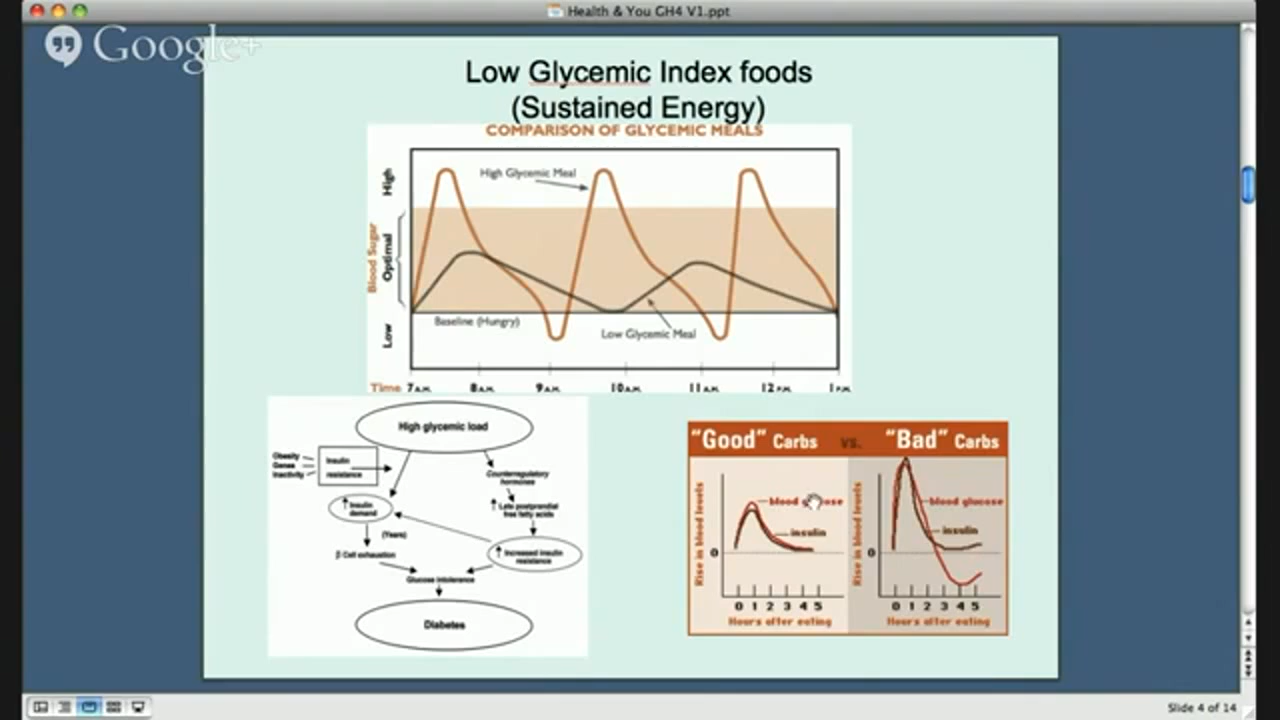 Health & You GH4 V1.ppt
Google+
Low Glycemic Index foods
(Sustained Energy)
COMPARISON OF GLYCEMIC MEALS
Blood Sugar
High
Optimal
Low
High Glycemic Meal
Baseline (Hungry)
Low Glycemic Meal
Time 7 A.M. 8 A.M. 9 A.M. 10 A.M. 11 A.M. 12 P.M. 1 P.M.
High glycemic load
Obesity
Genes
Inactivity
Insulin
resistance
Counterregulatory
hormones
Insulin
demand
Late postprandial
free fatty acids
(Years)
β Cell exhaustion
Increased insulin
resistance
Glucose intolerance
Diabetes
"Good" Carbs vs. "Bad" Carbs
Rise in blood levels
blood glucose
insulin
0
0 1 2 3 4 5
Hours after eating
Rise in blood levels
blood glucose
insulin
0
0 1 2 3 4 5
Hours after eating
Slide 4 of 14